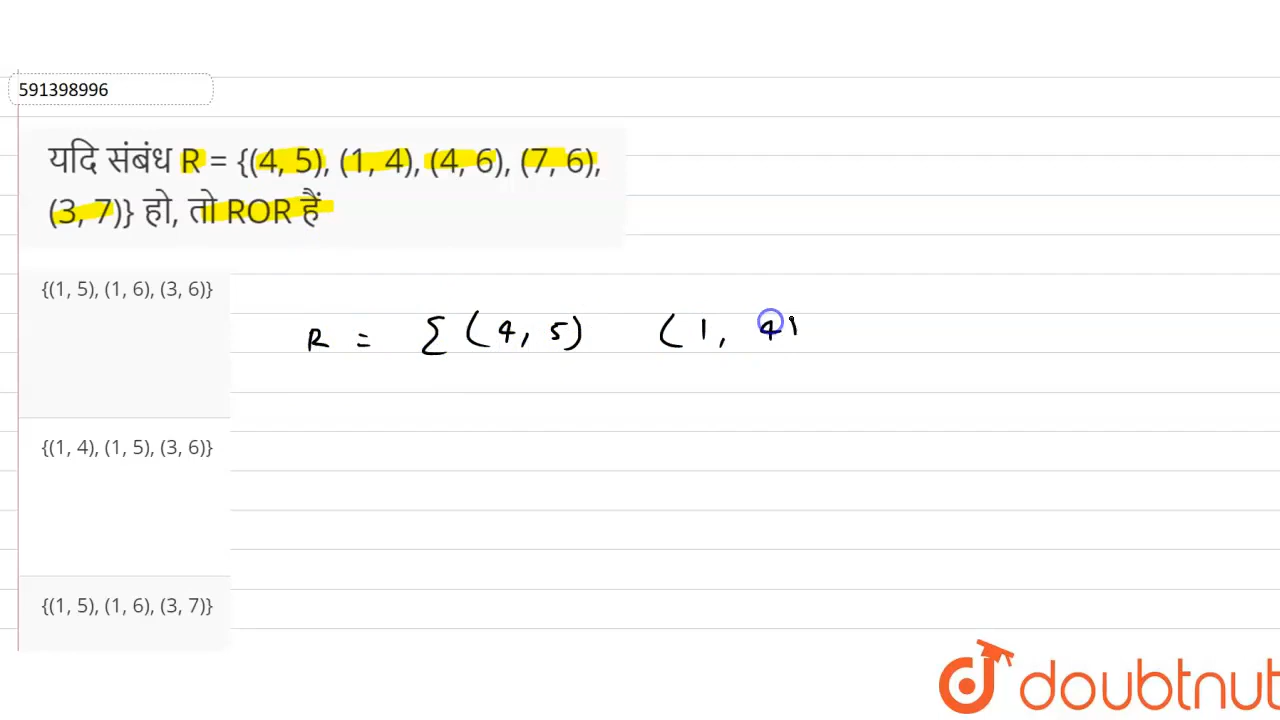 591398996
यदि संबंध R = {(4, 5), (1, 4), (4, 6), (7, 6),
(3, 7)} हो, तो ROR हैं
{(1, 5), (1, 6), (3, 6)}
R = { (4, 5) (1, 4)
{(1, 4), (1, 5), (3, 6)}
{(1, 5), (1, 6), (3, 7)}
doubtnut